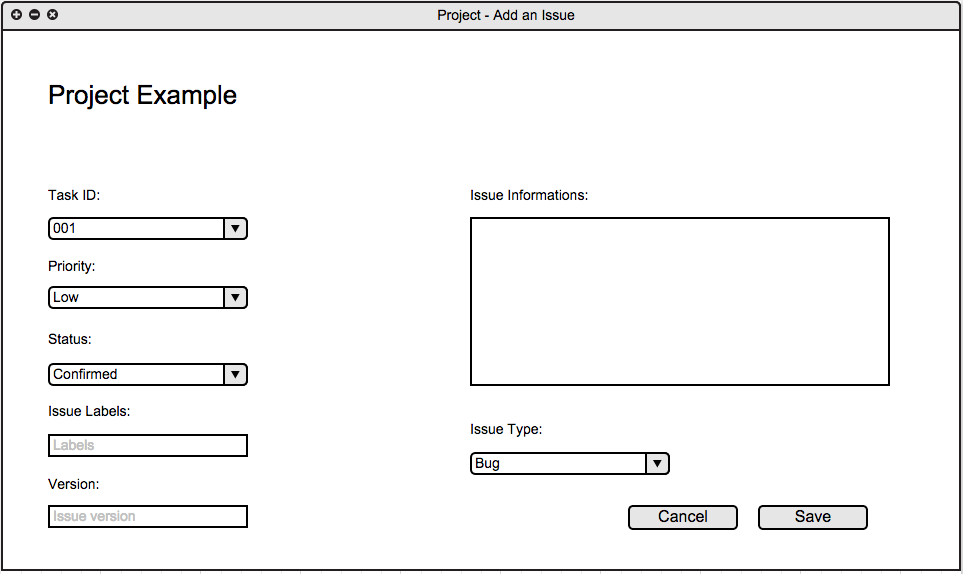 Project - Add an Issue
Project Example
Task ID:
001
Priority:
Low
Status:
Confirmed
Issue Labels:
Labels
Version:
Issue version
Issue Informations:
Issue Type:
Bug
Cancel
Save